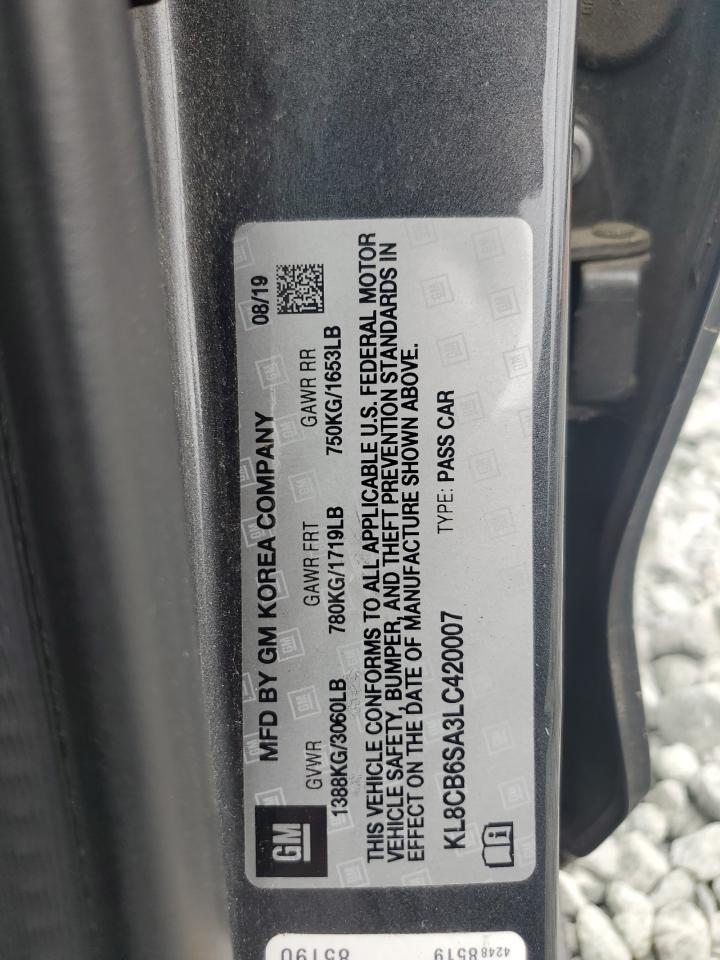 MFD BY GM KOREA COMPANY 08/19
GM
GVWR GAWR FRT GAWR RR
1388KG/3060LB 780KG/1719LB 750KG/1653LB
THIS VEHICLE CONFORMS TO ALL APPLICABLE U.S. FEDERAL MOTOR
VEHICLE SAFETY, BUMPER, AND THEFT PREVENTION STANDARDS IN
EFFECT ON THE DATE OF MANUFACTURE SHOWN ABOVE.
KL8CB6SA3LC420007 TYPE: PASS CAR
42488519